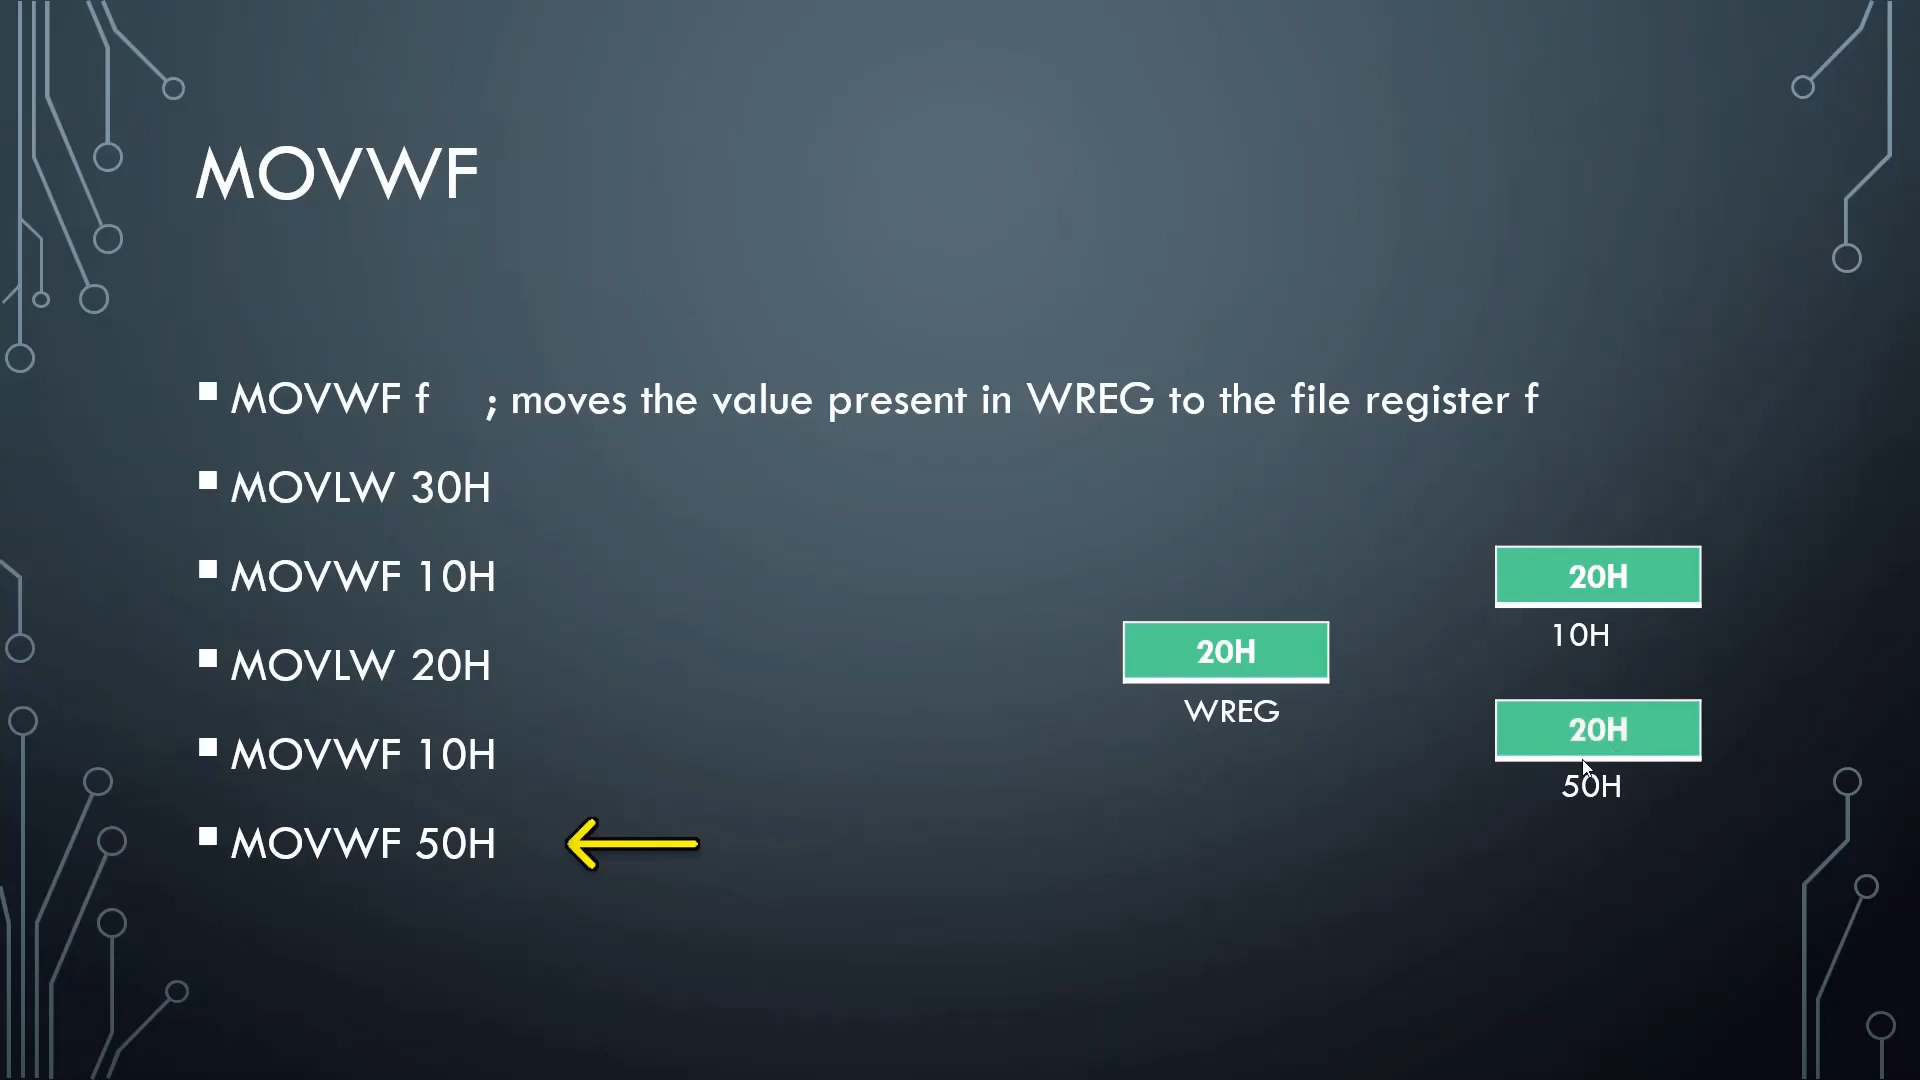 MOVWF
MOVWF f ; moves the value present in WREG to the file register f
MOVLW 30H
MOVWF 10H
MOVLW 20H
MOVWF 10H
MOVWF 50H
20H
10H
20H
WREG
20H
50H